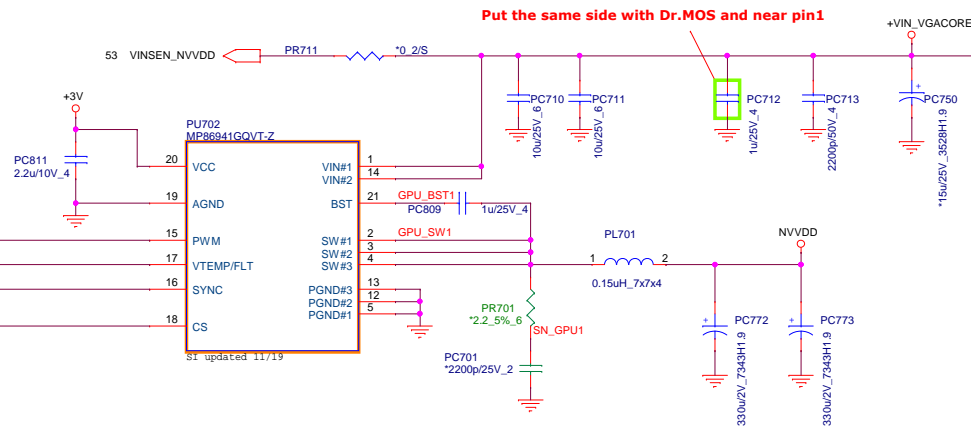 Put the same side with Dr.MOS and near pin1
+VIN_VGACORE
53 VINSEN_NVVDD
PR711
*0_2/S
+3V
PC811
2.2u/10V_4
PU702
MP86941GQVT-Z
PC710
10u/25V_6
PC711
10u/25V_6
PC712
1u/25V_4
PC713
2200p/50V_4
PC750
+
*15u/25V_3528H1.9
20 VCC
19 AGND
15 PWM
17 VTEMP/FLT
16 SYNC
18 CS
VIN#1 1
VIN#2 14
BST 21
SW#1 2
SW#2 3
SW#3 4
PGND#3 13
PGND#2 12
PGND#1 5
SI updated 11/19
GPU_BST1
PC809
1u/25V_4
GPU_SW1
PL701
1 2
0.15uH_7x7x4
NVVDD
PR701
*2.2_5%_6
SN_GPU1
PC701
*2200p/25V_2
+
PC772
330u/2V_7343H1.9
+
PC773
330u/2V_7343H1.9